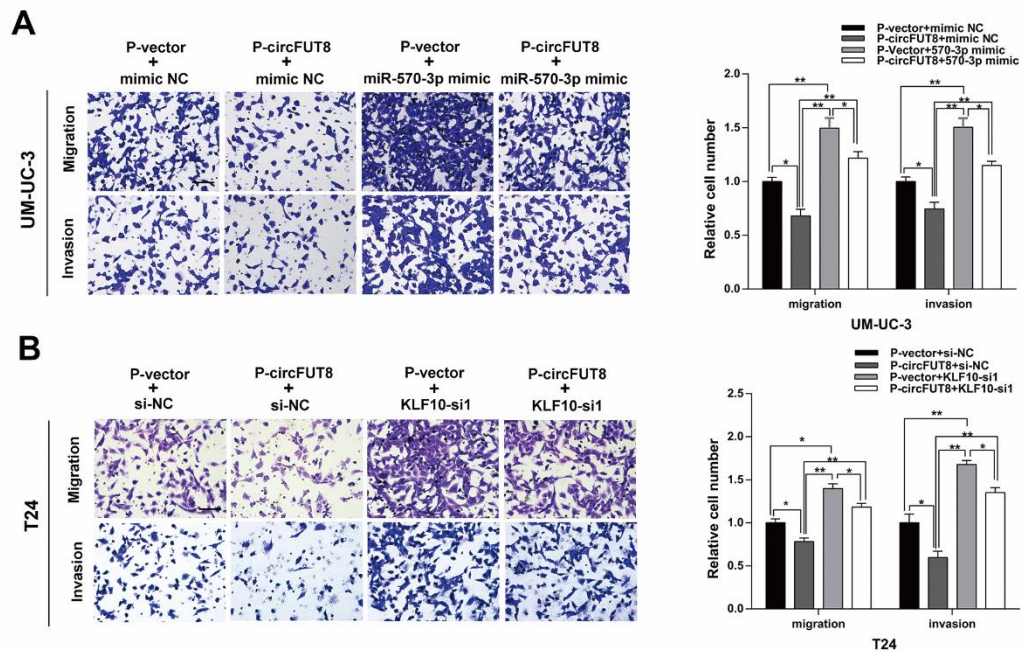 A
P-vector
+
mimic NC
P-circFUT8
+
mimic NC
P-vector
+
miR-570-3p mimic
P-circFUT8
+
miR-570-3p mimic
UM-UC-3
Migration
Invasion
P-vector+mimic NC
P-circFUT8+mimic NC
P-Vector+570-3p mimic
P-circFUT8+570-3p mimic
Relative cell number
2.0
1.5
1.0
0.5
0.0
**
**
** *
*
**
**
** *
*
migration invasion
UM-UC-3
B
P-vector
+
si-NC
P-circFUT8
+
si-NC
P-vector
+
KLF10-si1
P-circFUT8
+
KLF10-si1
T24
Migration
Invasion
P-vector+si-NC
P-circFUT8+si-NC
P-vector+KLF10-si1
P-circFUT8+KLF10-si1
Relative cell number
2.0
1.5
1.0
0.5
0.0
*
**
** *
*
**
**
** *
*
migration invasion
T24